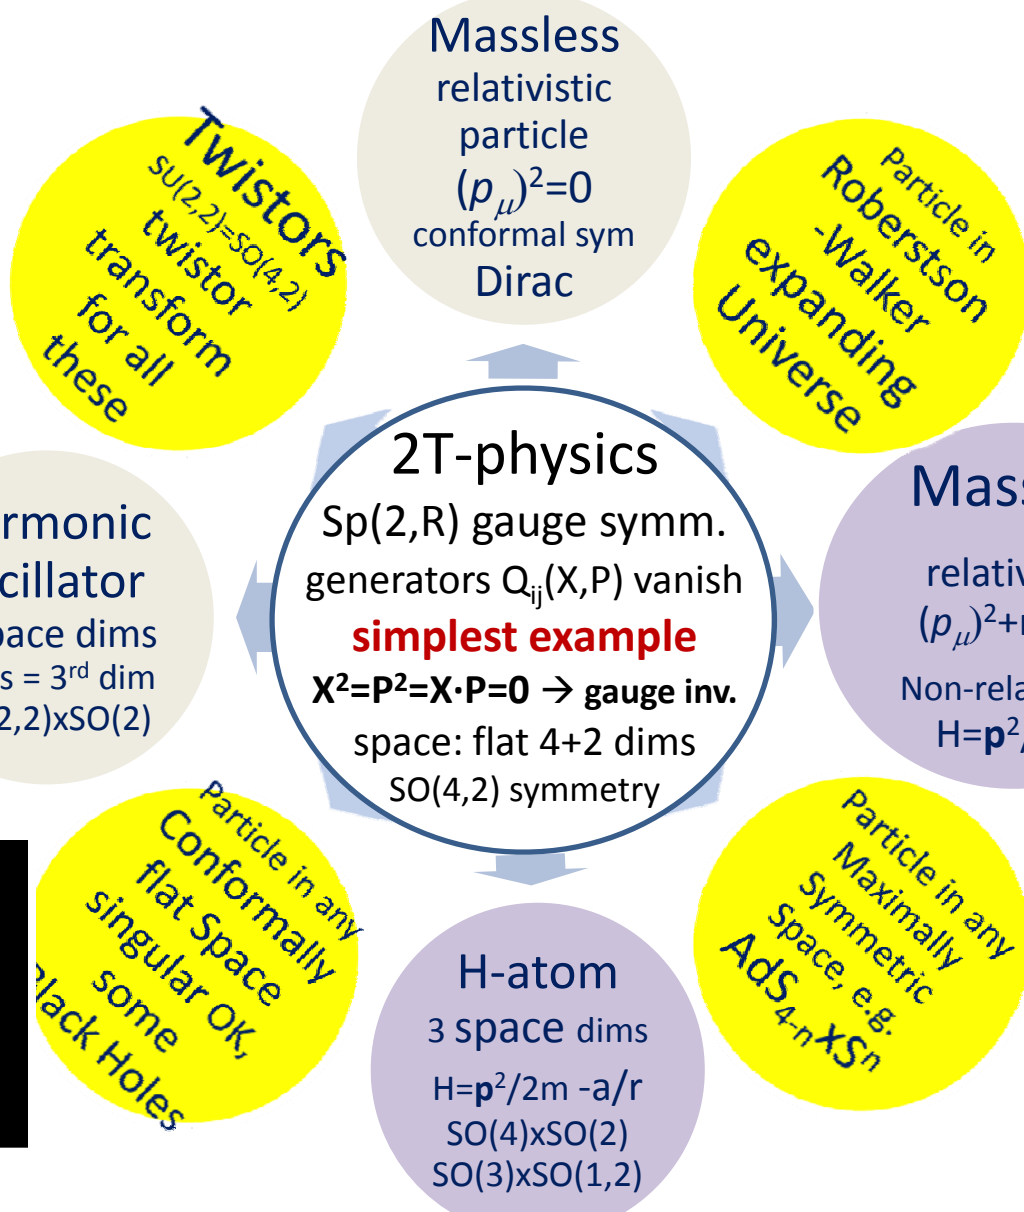 Massless
relativistic
particle
(pμ)²=0
conformal sym
Dirac
Twistors
SU(2,2)=SO(4,2)
twistor
transform
for all
these
Particle in
Roberstson
-Walker
expanding
Universe
2T-physics
Sp(2,R) gauge symm.
generators Qij(X,P) vanish
simplest example
X²=P²=X·P=0 → gauge inv.
space: flat 4+2 dims
SO(4,2) symmetry
rmonic
cillator
pace dims
s = 3rd dim
2,2)xSO(2)
Mass
relativ
(pμ)²+
Non-rela
H=p²/
Particle in any
Conformally
flat Space
singular OK,
some
Black Holes
H-atom
3 space dims
H=p²/2m -a/r
SO(4)xSO(2)
SO(3)xSO(1,2)
Particle in any
Maximally
Symmetric
Space, e.g.
AdS4-n xSⁿ